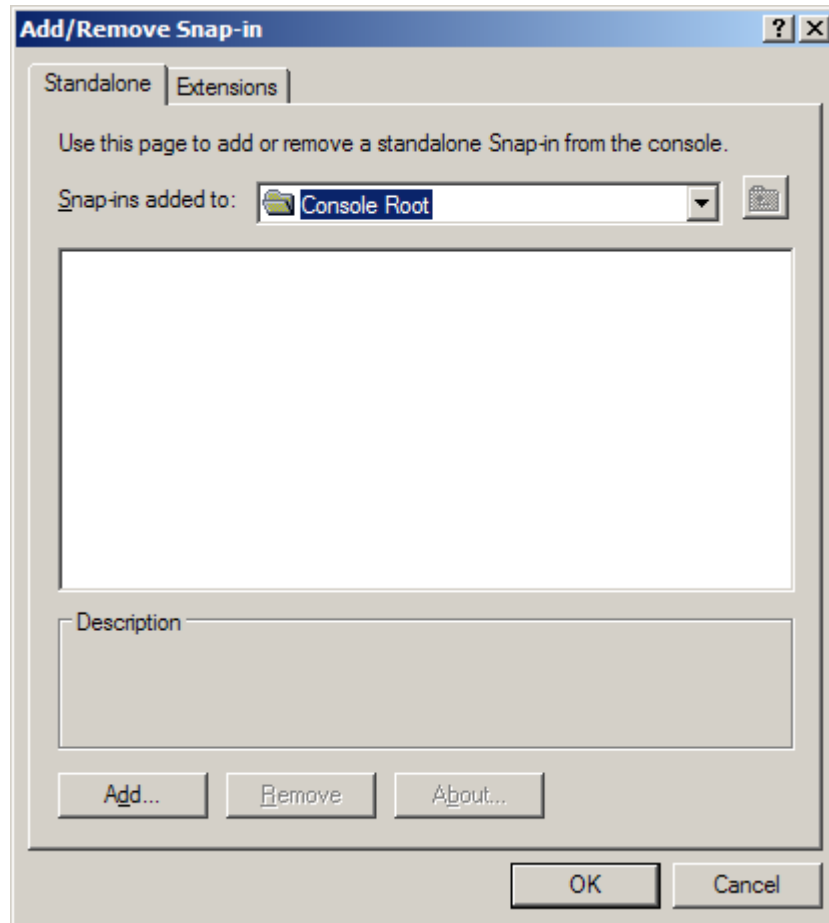 Add/Remove Snap-in
Standalone
Extensions
Use this page to add or remove a standalone Snap-in from the console.
Snap-ins added to:
Console Root
Description
Add...
Remove
About...
OK
Cancel